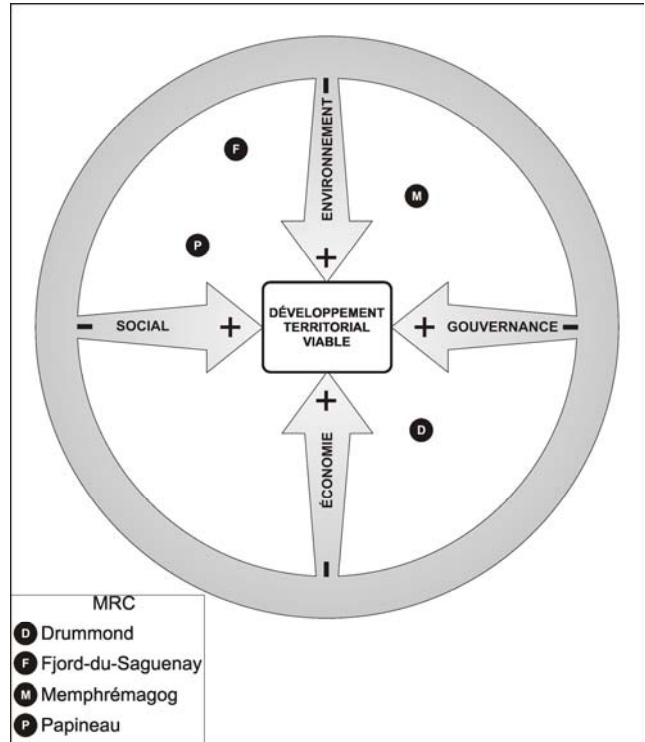 −
ENVIRONNEMENT
+
F
M
P
DÉVELOPPEMENT
TERRITORIAL
VIABLE
− SOCIAL +
+ GOUVERNANCE −
+
ÉCONOMIE
−
D
MRC
D Drummond
F Fjord-du-Saguenay
M Memphrémagog
P Papineau